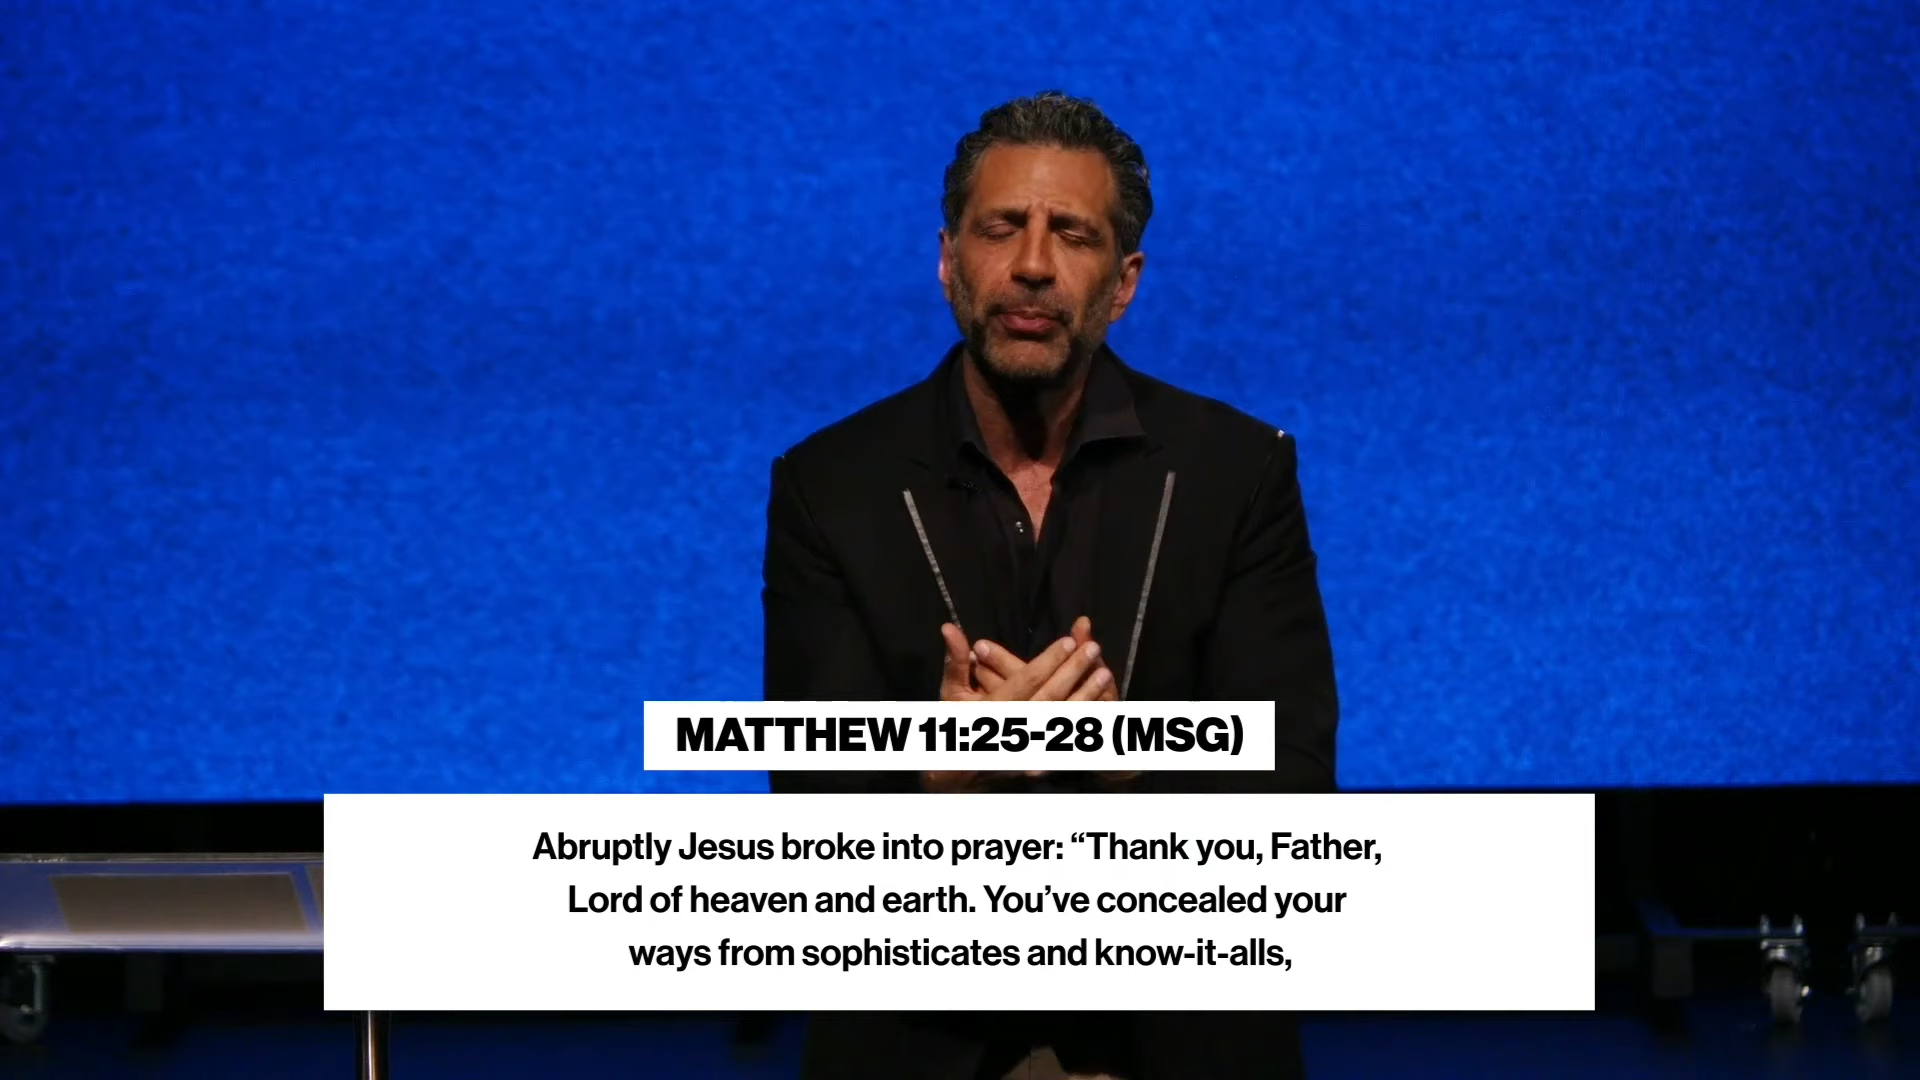 MATTHEW 11:25-28 (MSG)
Abruptly Jesus broke into prayer: “Thank you, Father,
Lord of heaven and earth. You’ve concealed your
ways from sophisticates and know-it-alls,